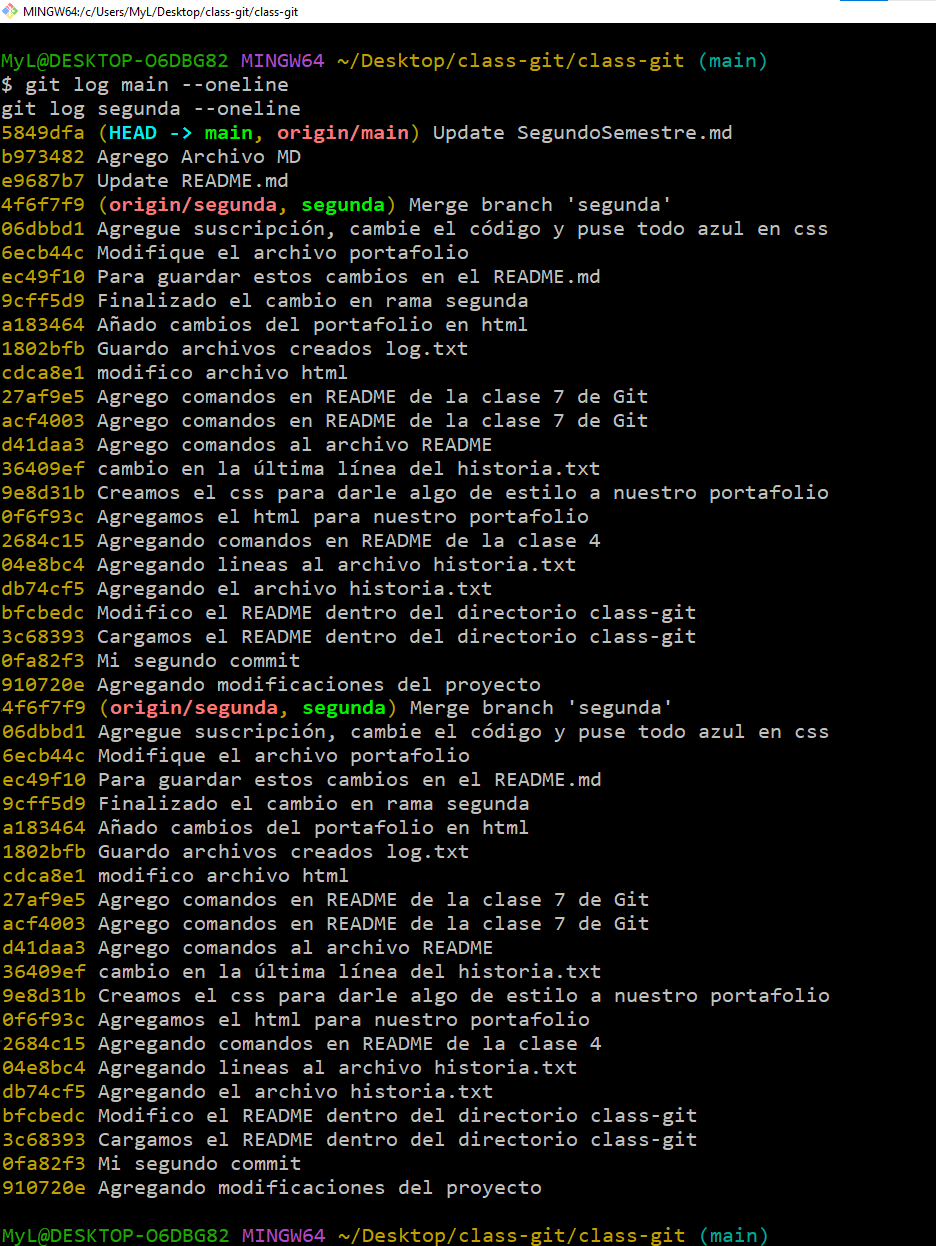 MINGW64:/c/Users/MyL/Desktop/class-git/class-git
MyL@DESKTOP-O6DBG82 MINGW64 ~/Desktop/class-git/class-git (main)
$ git log main --oneline
git log segunda --oneline
5849dfa (HEAD -> main, origin/main) Update SegundoSemestre.md
b973482 Agrego Archivo MD
e9687b7 Update README.md
4f6f7f9 (origin/segunda, segunda) Merge branch 'segunda'
06dbbd1 Agregue suscripción, cambie el código y puse todo azul en css
6ecb44c Modifique el archivo portafolio
ec49f10 Para guardar estos cambios en el README.md
9cff5d9 Finalizado el cambio en rama segunda
a183464 Añado cambios del portafolio en html
1802bfb Guardo archivos creados log.txt
cdca8e1 modifico archivo html
27af9e5 Agrego comandos en README de la clase 7 de Git
acf4003 Agrego comandos en README de la clase 7 de Git
d41daa3 Agrego comandos al archivo README
36409ef cambio en la última línea del historia.txt
9e8d31b Creamos el css para darle algo de estilo a nuestro portafolio
0f6f93c Agregamos el html para nuestro portafolio
2684c15 Agregando comandos en README de la clase 4
04e8bc4 Agregando lineas al archivo historia.txt
db74cf5 Agregando el archivo historia.txt
bfcbedc Modifico el README dentro del directorio class-git
3c68393 Cargamos el README dentro del directorio class-git
0fa82f3 Mi segundo commit
910720e Agregando modificaciones del proyecto
4f6f7f9 (origin/segunda, segunda) Merge branch 'segunda'
06dbbd1 Agregue suscripción, cambie el código y puse todo azul en css
6ecb44c Modifique el archivo portafolio
ec49f10 Para guardar estos cambios en el README.md
9cff5d9 Finalizado el cambio en rama segunda
a183464 Añado cambios del portafolio en html
1802bfb Guardo archivos creados log.txt
cdca8e1 modifico archivo html
27af9e5 Agrego comandos en README de la clase 7 de Git
acf4003 Agrego comandos en README de la clase 7 de Git
d41daa3 Agrego comandos al archivo README
36409ef cambio en la última línea del historia.txt
9e8d31b Creamos el css para darle algo de estilo a nuestro portafolio
0f6f93c Agregamos el html para nuestro portafolio
2684c15 Agregando comandos en README de la clase 4
04e8bc4 Agregando lineas al archivo historia.txt
db74cf5 Agregando el archivo historia.txt
bfcbedc Modifico el README dentro del directorio class-git
3c68393 Cargamos el README dentro del directorio class-git
0fa82f3 Mi segundo commit
910720e Agregando modificaciones del proyecto
MyL@DESKTOP-O6DBG82 MINGW64 ~/Desktop/class-git/class-git (main)